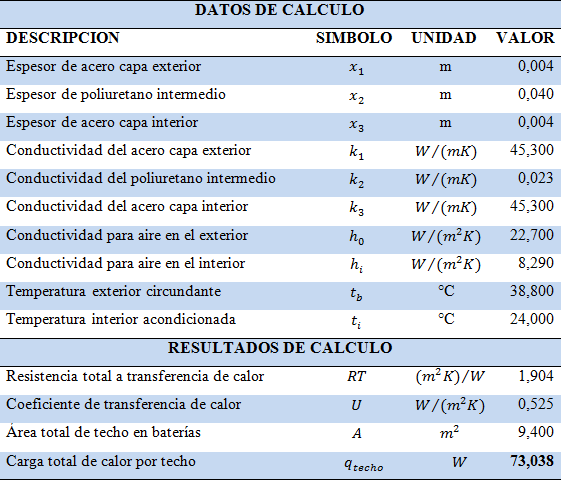 DATOS DE CALCULO
DESCRIPCION SIMBOLO UNIDAD VALOR
Espesor de acero capa exterior x₁ m 0,004
Espesor de poliuretano intermedio x₂ m 0,040
Espesor de acero capa interior x₃ m 0,004
Conductividad del acero capa exterior k₁ W/(mK) 45,300
Conductividad del poliuretano intermedio k₂ W/(mK) 0,023
Conductividad del acero capa interior k₃ W/(mK) 45,300
Conductividad para aire en el exterior h₀ W/(m²K) 22,700
Conductividad para aire en el interior hᵢ W/(m²K) 8,290
Temperatura exterior circundante t_b °C 38,800
Temperatura interior acondicionada tᵢ °C 24,000
RESULTADOS DE CALCULO
Resistencia total a transferencia de calor RT (m²K)/W 1,904
Coeficiente de transferencia de calor U W/(m²K) 0,525
Área total de techo en baterías A m² 9,400
Carga total de calor por techo q_techo W 73,038